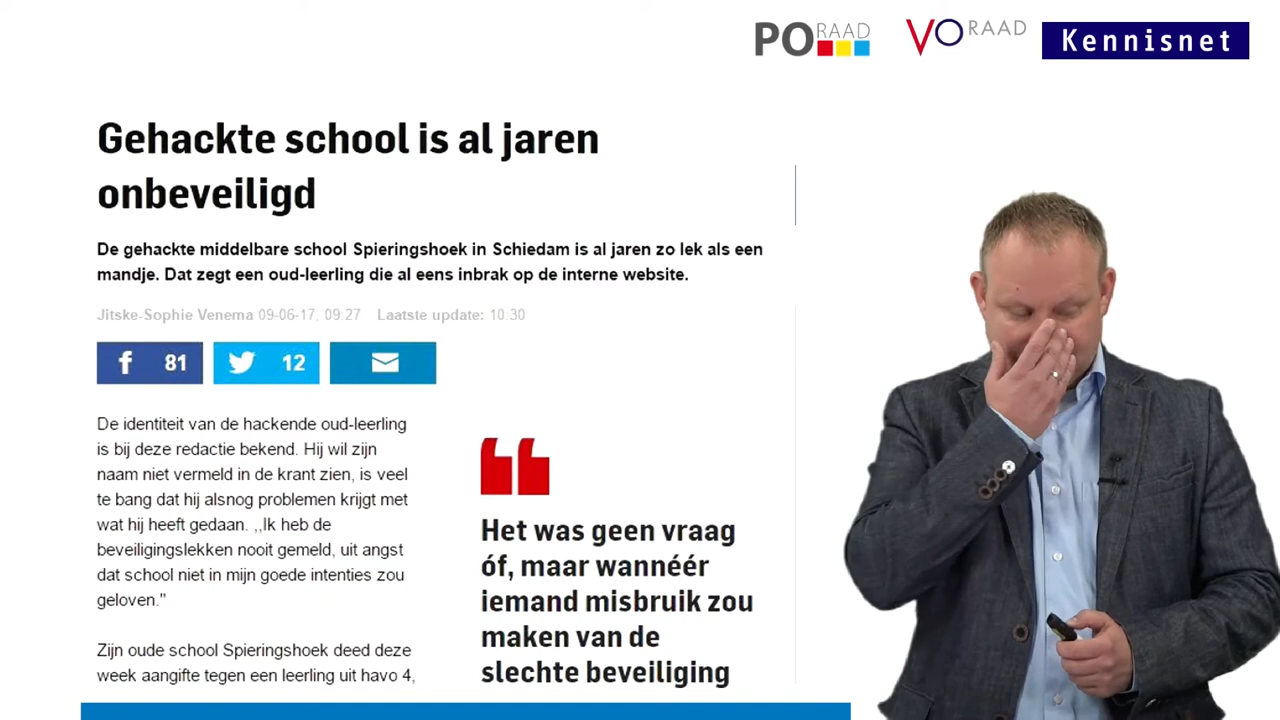 PO RAAD
VO RAAD
Kennisnet
Gehackte school is al jaren
onbeveiligd
De gehackte middelbare school Spieringshoek in Schiedam is al jaren zo lek als een
mandje. Dat zegt een oud-leerling die al eens inbrak op de interne website.
Jitske-Sophie Venema 09-06-17, 09.27 Laatste update: 10:30
81
12
De identiteit van de hackende oud-leerling
is bij deze redactie bekend. Hij wil zijn
naam niet vermeld in de krant zien, is veel
te bang dat hij alsnog problemen krijgt met
wat hij heeft gedaan. ,,Ik heb de
beveiligingslekken nooit gemeld, uit angst
dat school niet in mijn goede intenties zou
geloven."
Zijn oude school Spieringshoek deed deze
week aangifte tegen een leerling uit havo 4,
Het was geen vraag
óf, maar wannéér
iemand misbruik zou
maken van de
slechte beveiliging